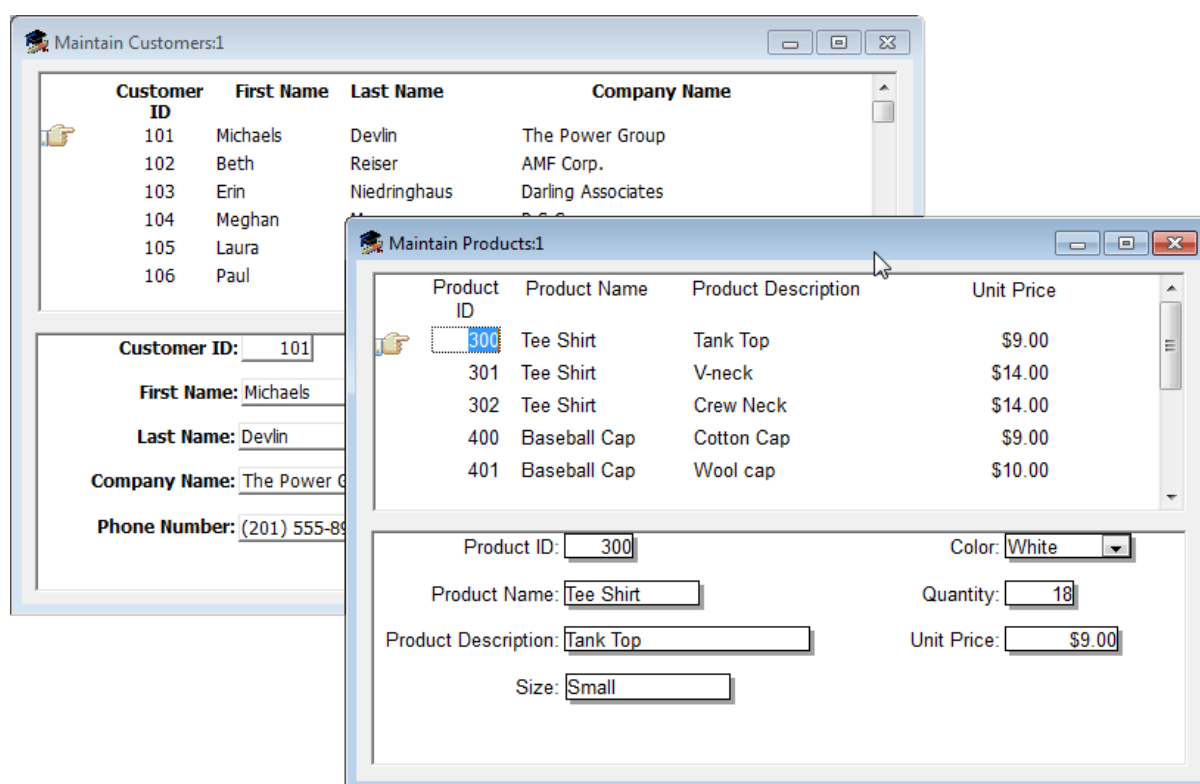 Maintain Customers:1
Customer ID First Name Last Name Company Name
101 Michaels Devlin The Power Group
102 Beth Reiser AMF Corp.
103 Erin Niedringhaus Darling Associates
104 Meghan
105 Laura
106 Paul
Customer ID: 101
First Name: Michaels
Last Name: Devlin
Company Name: The Power
Phone Number: (201) 555-89
Maintain Products:1
Product ID Product Name Product Description Unit Price
300 Tee Shirt Tank Top $9.00
301 Tee Shirt V-neck $14.00
302 Tee Shirt Crew Neck $14.00
400 Baseball Cap Cotton Cap $9.00
401 Baseball Cap Wool cap $10.00
Product ID: 300 Color: White
Product Name: Tee Shirt Quantity: 18
Product Description: Tank Top Unit Price: $9.00
Size: Small